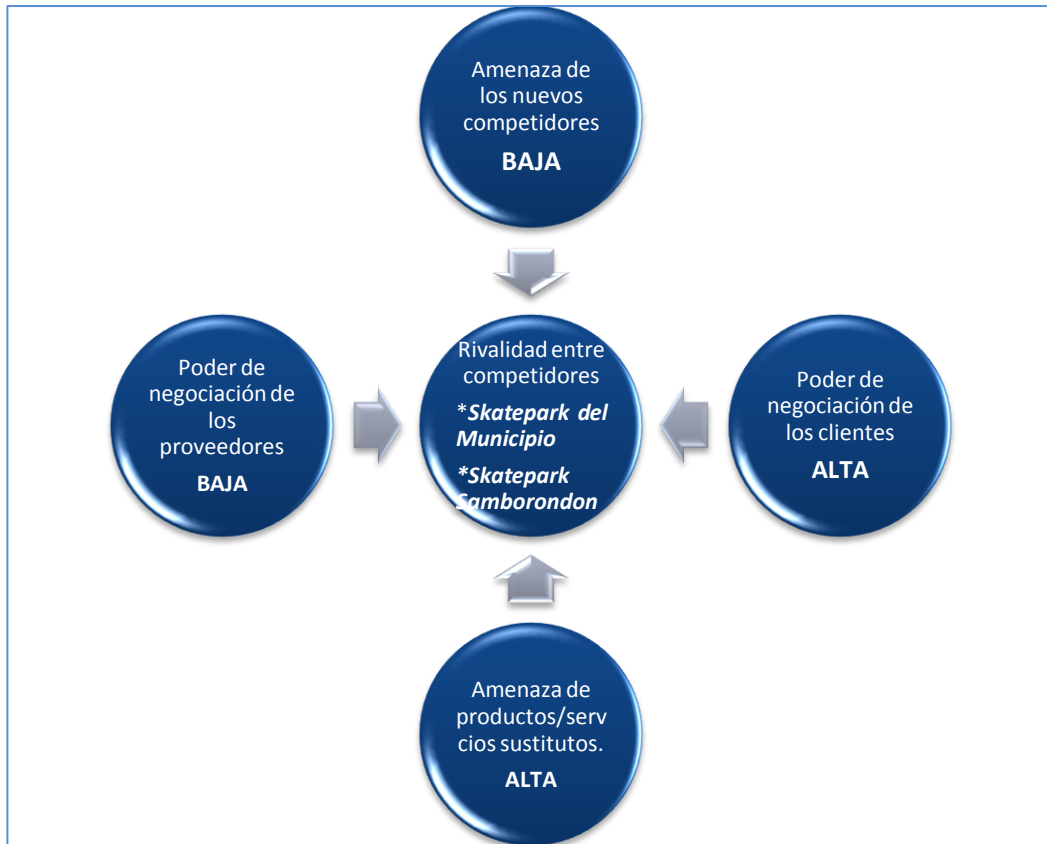 Amenaza de
los nuevos
competidores
BAJA
Poder de
negociación de
los
proveedores
BAJA
Rivalidad entre
competidores
*Skatepark del
Municipio
*Skatepark
Samborondon
Poder de
negociación de
los clientes
ALTA
Amenaza de
productos/serv
cios sustitutos.
ALTA